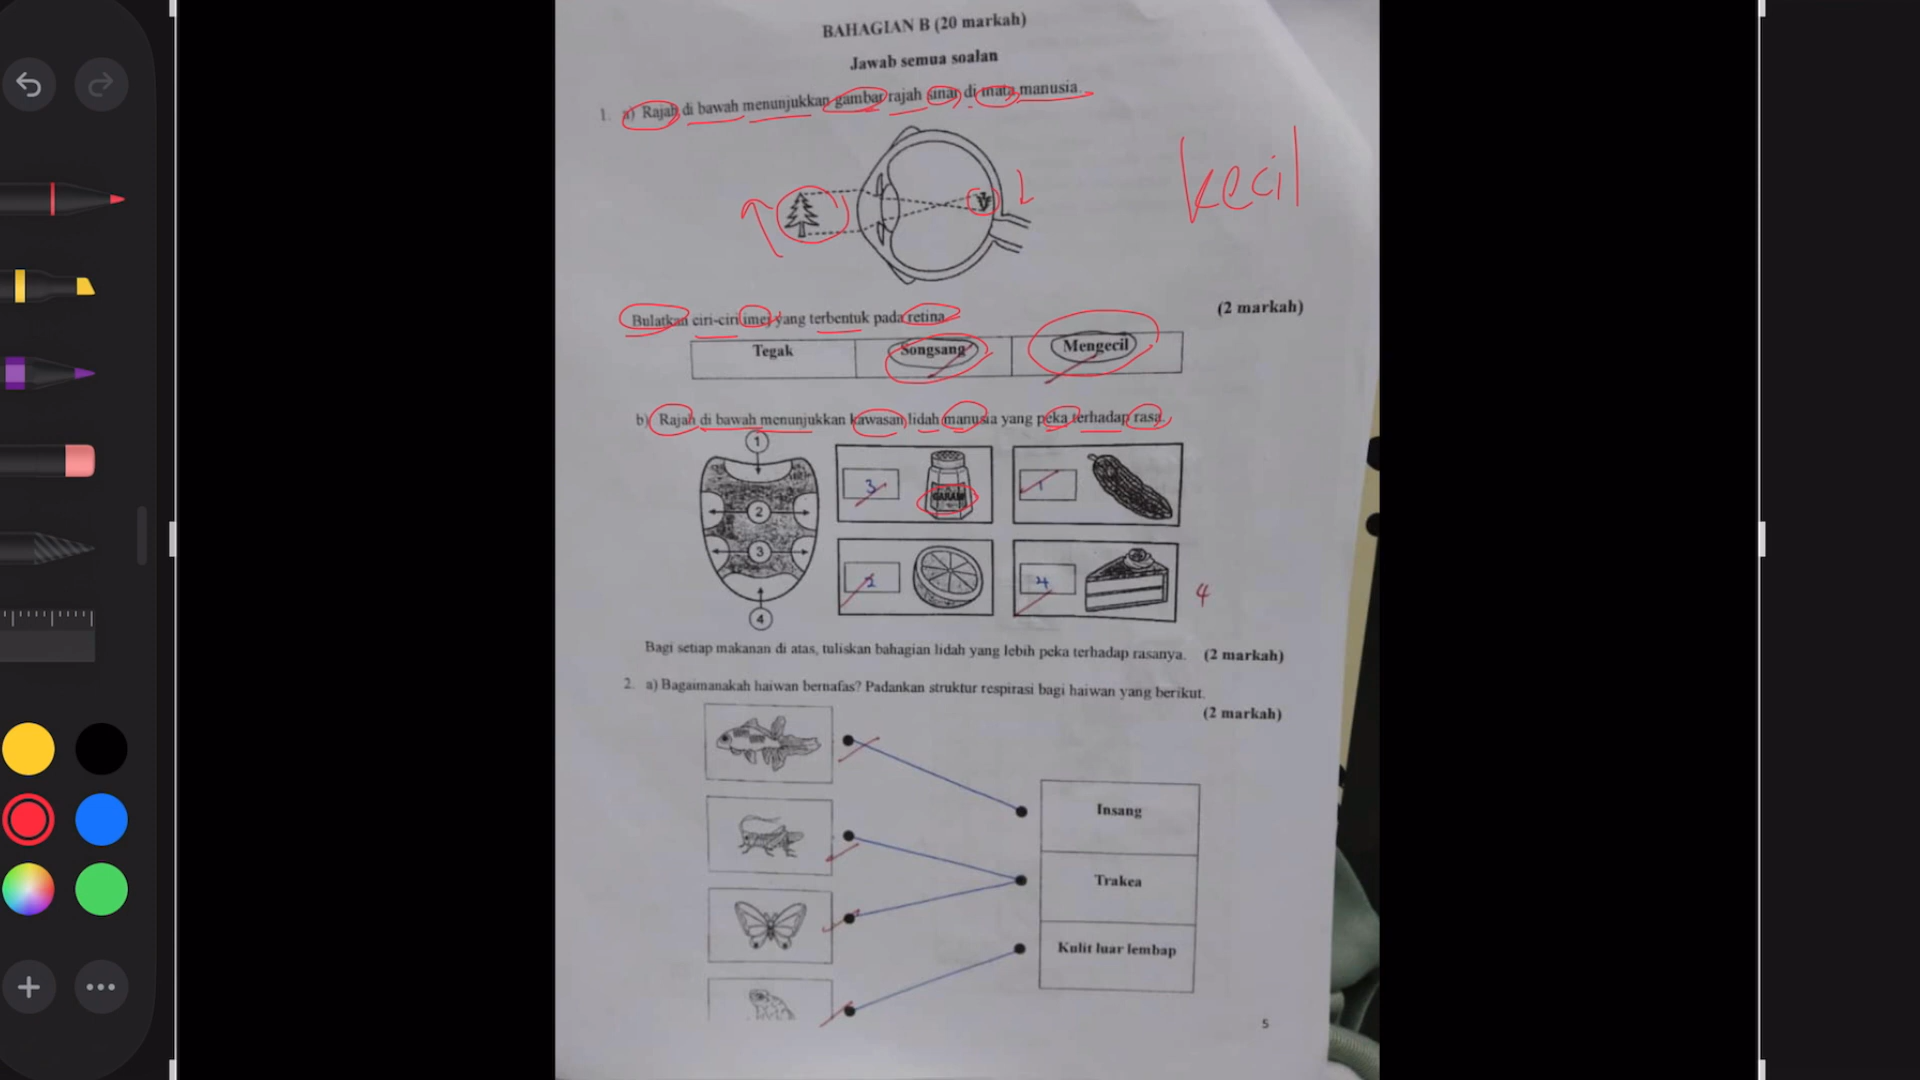 BAHAGIAN B (20 markah)
Jawab semua soalan
1. a) Rajah di bawah menunjukkan gambar rajah sinar di mata manusia.
kecil
(2 markah)
Bulatkan ciri-ciri imej yang terbentuk pada retina.
Tegak Songsang Mengecil
b) Rajah di bawah menunjukkan kawasan lidah manusia yang peka terhadap rasa.
1
2
3
4
3 GARAM
1
2
4
4
Bagi setiap makanan di atas, tuliskan bahagian lidah yang lebih peka terhadap rasanya. (2 markah)
2. a) Bagaimanakah haiwan bernafas? Padankan struktur respirasi bagi haiwan yang berikut.
(2 markah)
Insang
Trakea
Kulit luar lembap
5